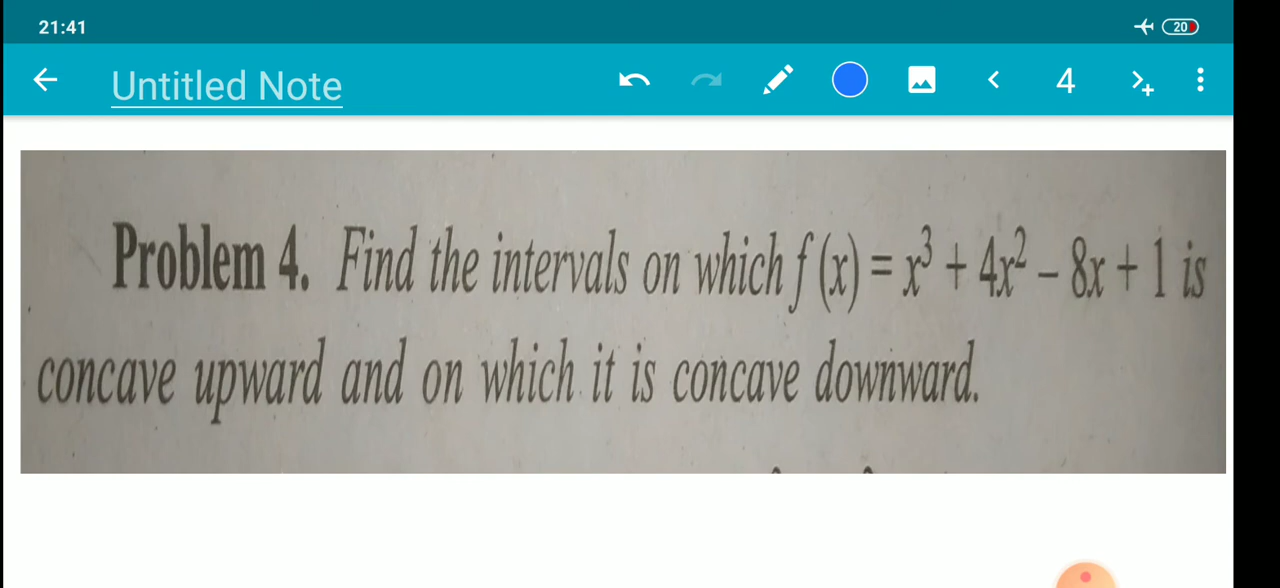 21:41
20
Untitled Note
4
Problem 4. Find the intervals on which f (x) = x³ + 4x² – 8x + 1 is
concave upward and on which it is concave downward.